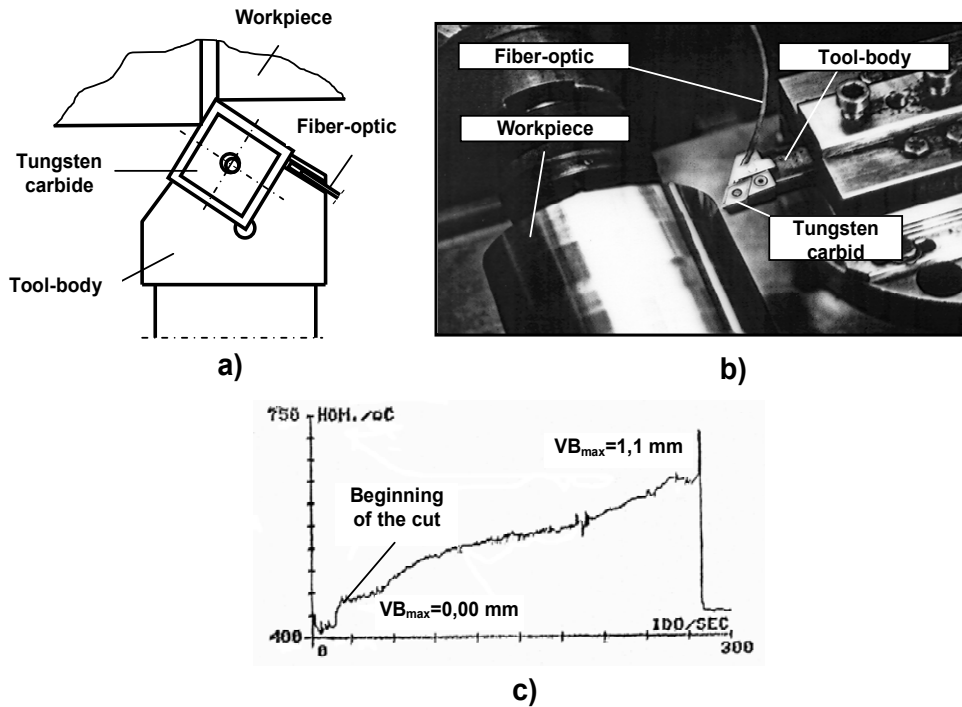 Workpiece
Fiber-optic
Tungsten
carbide
Tool-body
a)
Fiber-optic
Tool-body
Workpiece
Tungsten
carbid
b)
750 HOM./oC
VBmax=1,1 mm
Beginning
of the cut
VBmax=0,00 mm
400
IDO/SEC
0
300
c)